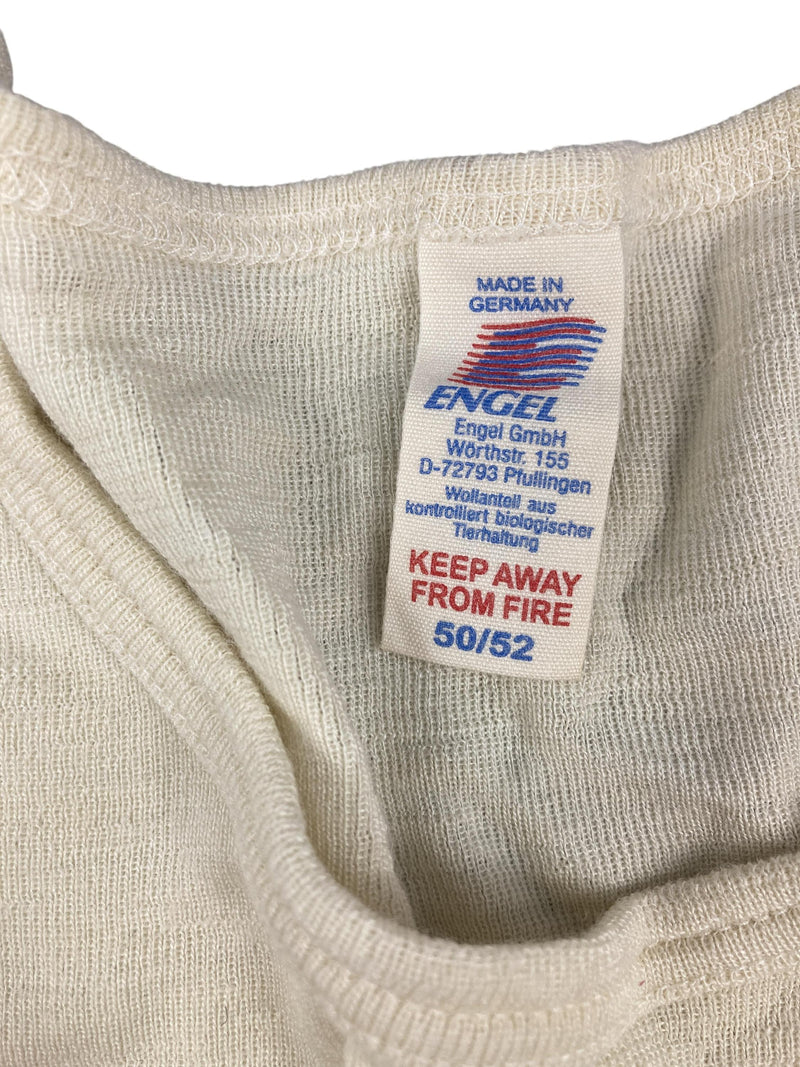 MADE IN
GERMANY
ENGEL
Engel GmbH
Wörthstr. 155
D-72793 Pfullingen
Wollanteil aus
kontrolliert biologischer
Tierhaltung
KEEP AWAY
FROM FIRE
50/52